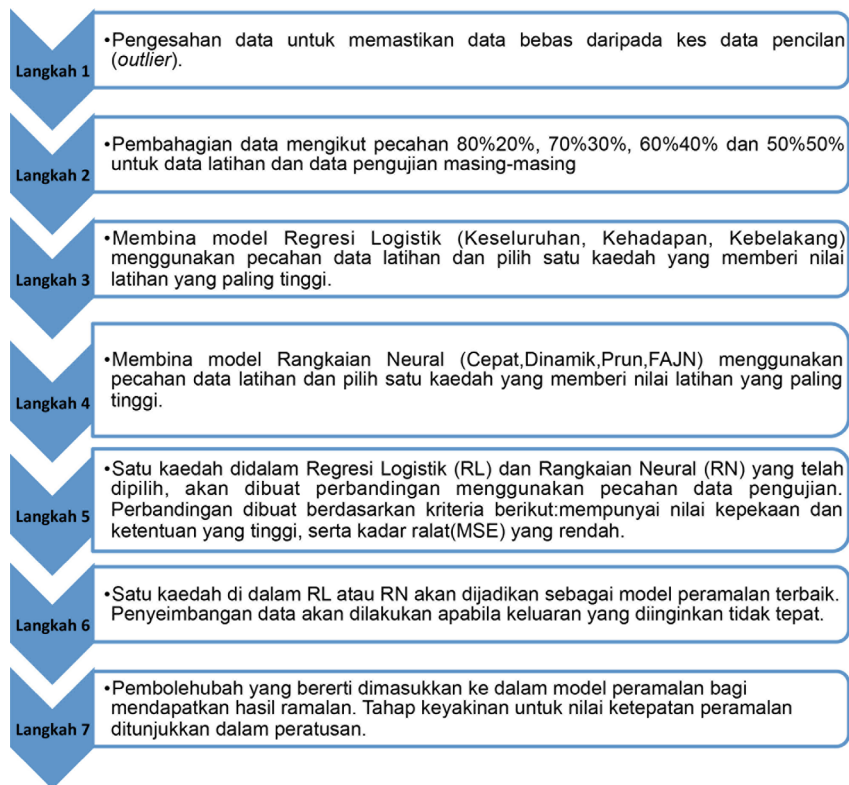 Langkah 1
•Pengesahan data untuk memastikan data bebas daripada kes data pencilan
(outlier).
Langkah 2
•Pembahagian data mengikut pecahan 80%20%, 70%30%, 60%40% dan 50%50%
untuk data latihan dan data pengujian masing-masing
Langkah 3
•Membina model Regresi Logistik (Keseluruhan, Kehadapan, Kebelakang)
menggunakan pecahan data latihan dan pilih satu kaedah yang memberi nilai
latihan yang paling tinggi.
Langkah 4
•Membina model Rangkaian Neural (Cepat,Dinamik,Prun,FAJN) menggunakan
pecahan data latihan dan pilih satu kaedah yang memberi nilai latihan yang paling
tinggi.
Langkah 5
•Satu kaedah didalam Regresi Logistik (RL) dan Rangkaian Neural (RN) yang telah
dipilih, akan dibuat perbandingan menggunakan pecahan data pengujian.
Perbandingan dibuat berdasarkan kriteria berikut:mempunyai nilai kepekaan dan
ketentuan yang tinggi, serta kadar ralat(MSE) yang rendah.
Langkah 6
•Satu kaedah di dalam RL atau RN akan dijadikan sebagai model peramalan terbaik.
Penyeimbangan data akan dilakukan apabila keluaran yang diinginkan tidak tepat.
Langkah 7
•Pembolehubah yang bererti dimasukkan ke dalam model peramalan bagi
mendapatkan hasil ramalan. Tahap keyakinan untuk nilai ketepatan peramalan
ditunjukkan dalam peratusan.